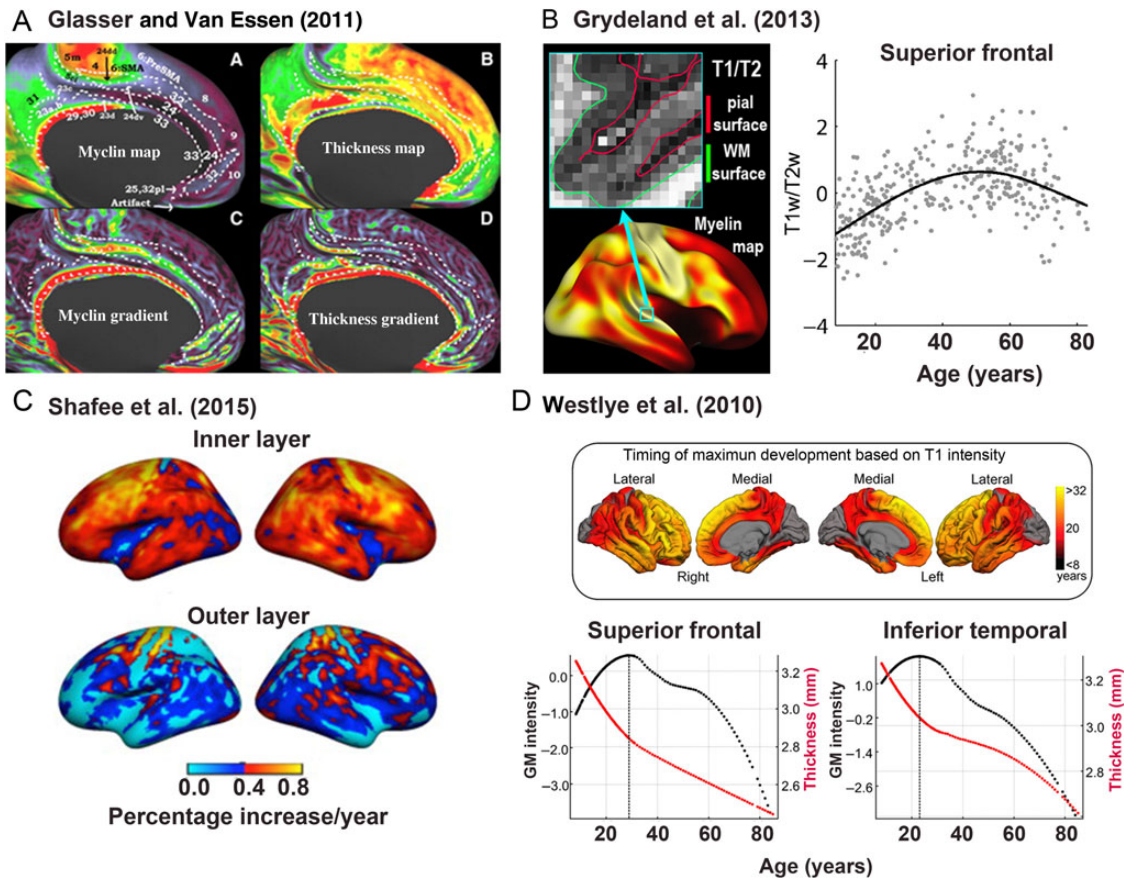 A Glasser and Van Essen (2011)
A
24dd
5m
4
6:SMA
6:PreSMA
32
8
31
23c
24
23a,b
29,30
23d
24dv
33
9
33
24
32
10
Myclin map
25,32pl
Artifact
B
Thickness map
C
Myclin gradient
D
Thickness gradient
B Grydeland et al. (2013)
T1/T2
pial
surface
WM
surface
Myelin
map
Superior frontal
T1w/T2w
4
2
0
−2
−4
20 40 60 80
Age (years)
C Shafee et al. (2015)
Inner layer
Outer layer
0.0 0.4 0.8
Percentage increase/year
D Westlye et al. (2010)
Timing of maximun development based on T1 intensity
Lateral Medial Medial Lateral
Right Left
>32
20
<8
years
Superior frontal
GM intensity
0.0
−1.0
−2.0
−3.0
3.2
3.0
2.8
2.6
Thickness (mm)
20 40 60 80
Inferior temporal
GM intensity
1.0
−0.2
−1.4
−2.6
3.2
3.0
2.8
Thickness (mm)
20 40 60 80
Age (years)